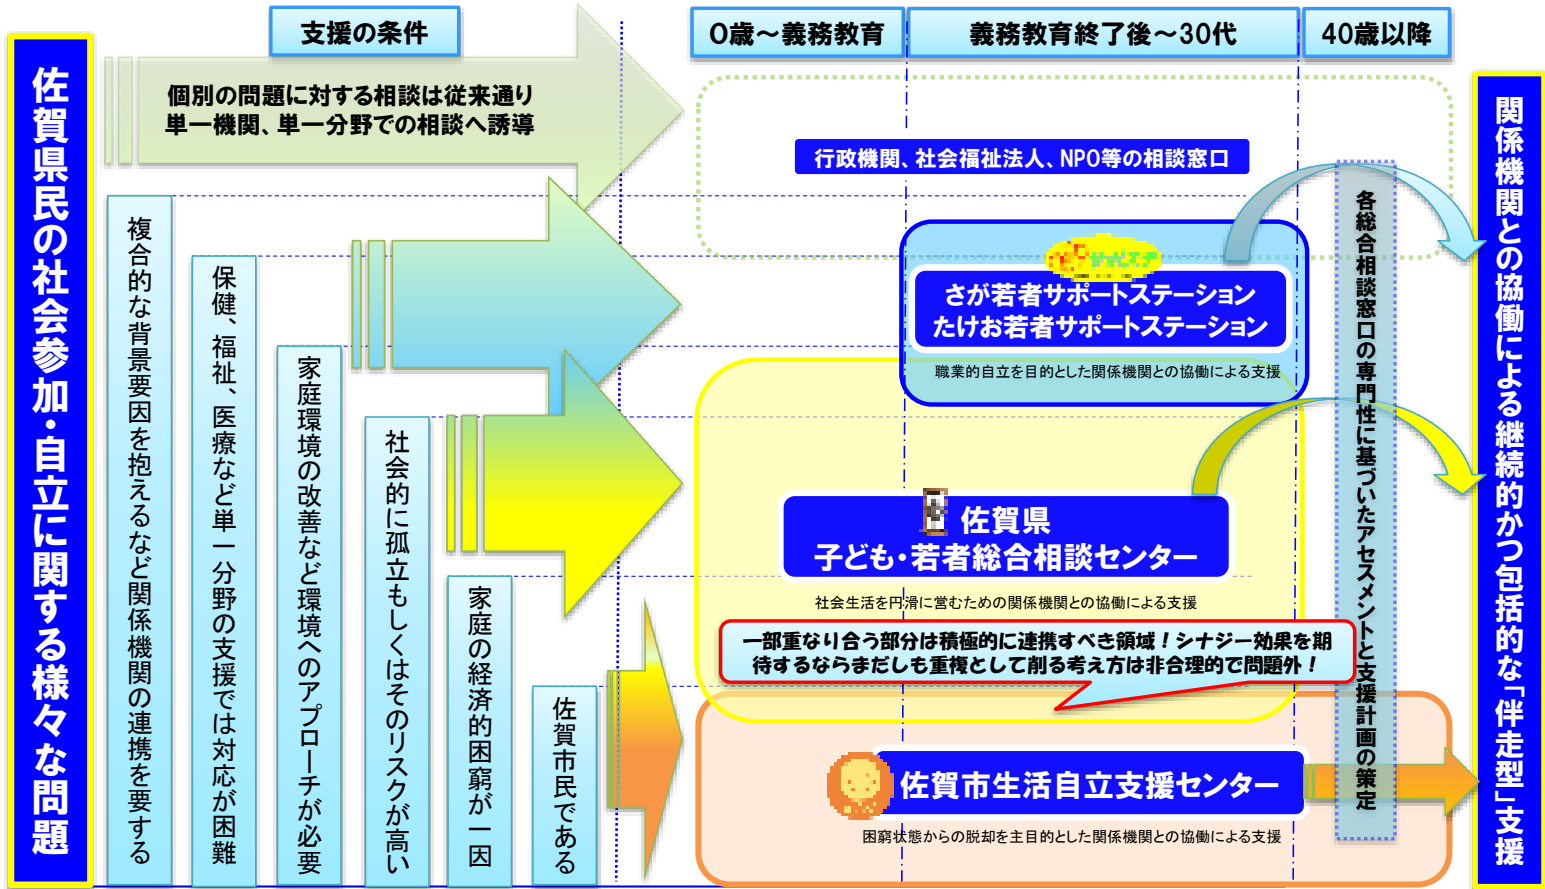 支援の条件
0歳～義務教育
義務教育終了後～30代
40歳以降
佐賀県民の社会参加・自立に関する様々な問題
個別の問題に対する相談は従来通り
単一機関、単一分野での相談へ誘導
複合的な背景要因を抱えるなど関係機関の連携を要する
保健、福祉、医療など単一分野の支援では対応が困難
家庭環境の改善など環境へのアプローチが必要
社会的に孤立もしくはそのリスクが高い
家庭の経済的困窮が一因
佐賀市民である
行政機関、社会福祉法人、NPO等の相談窓口
さが若者サポートステーション
たけお若者サポートステーション
職業的自立を目的とした関係機関との協働による支援
佐賀県
子ども・若者総合相談センター
社会生活を円滑に営むための関係機関との協働による支援
一部重なり合う部分は積極的に連携すべき領域！シナジー効果を期
待するならまだしも重複として削る考え方は非合理的で問題外！
佐賀市生活自立支援センター
困窮状態からの脱却を主目的とした関係機関との協働による支援
各総合相談窓口の専門性に基づいたアセスメントと支援計画の策定
関係機関との協働による継続的かつ包括的な「伴走型」支援